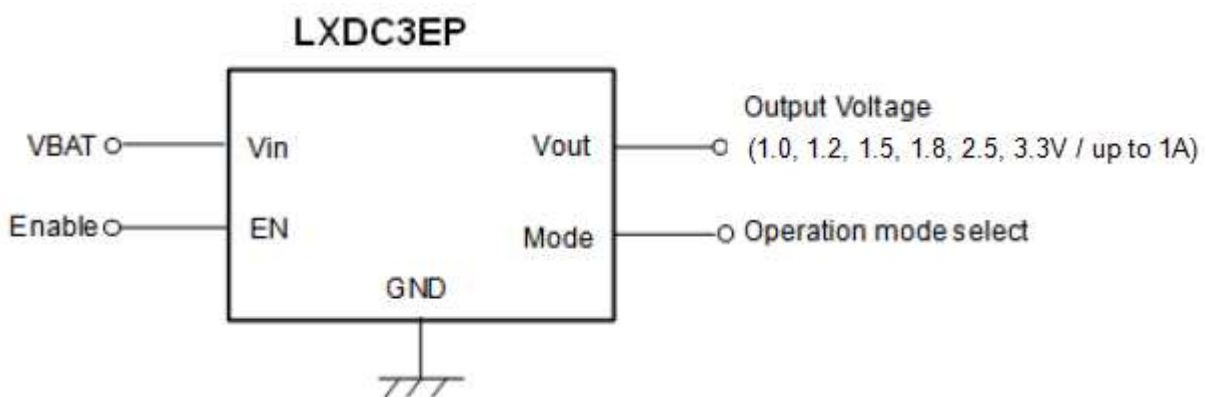 LXDC3EP
VBAT
Vin
Vout
Output Voltage
(1.0, 1.2, 1.5, 1.8, 2.5, 3.3V / up to 1A)
Enable
EN
Mode
Operation mode select
GND